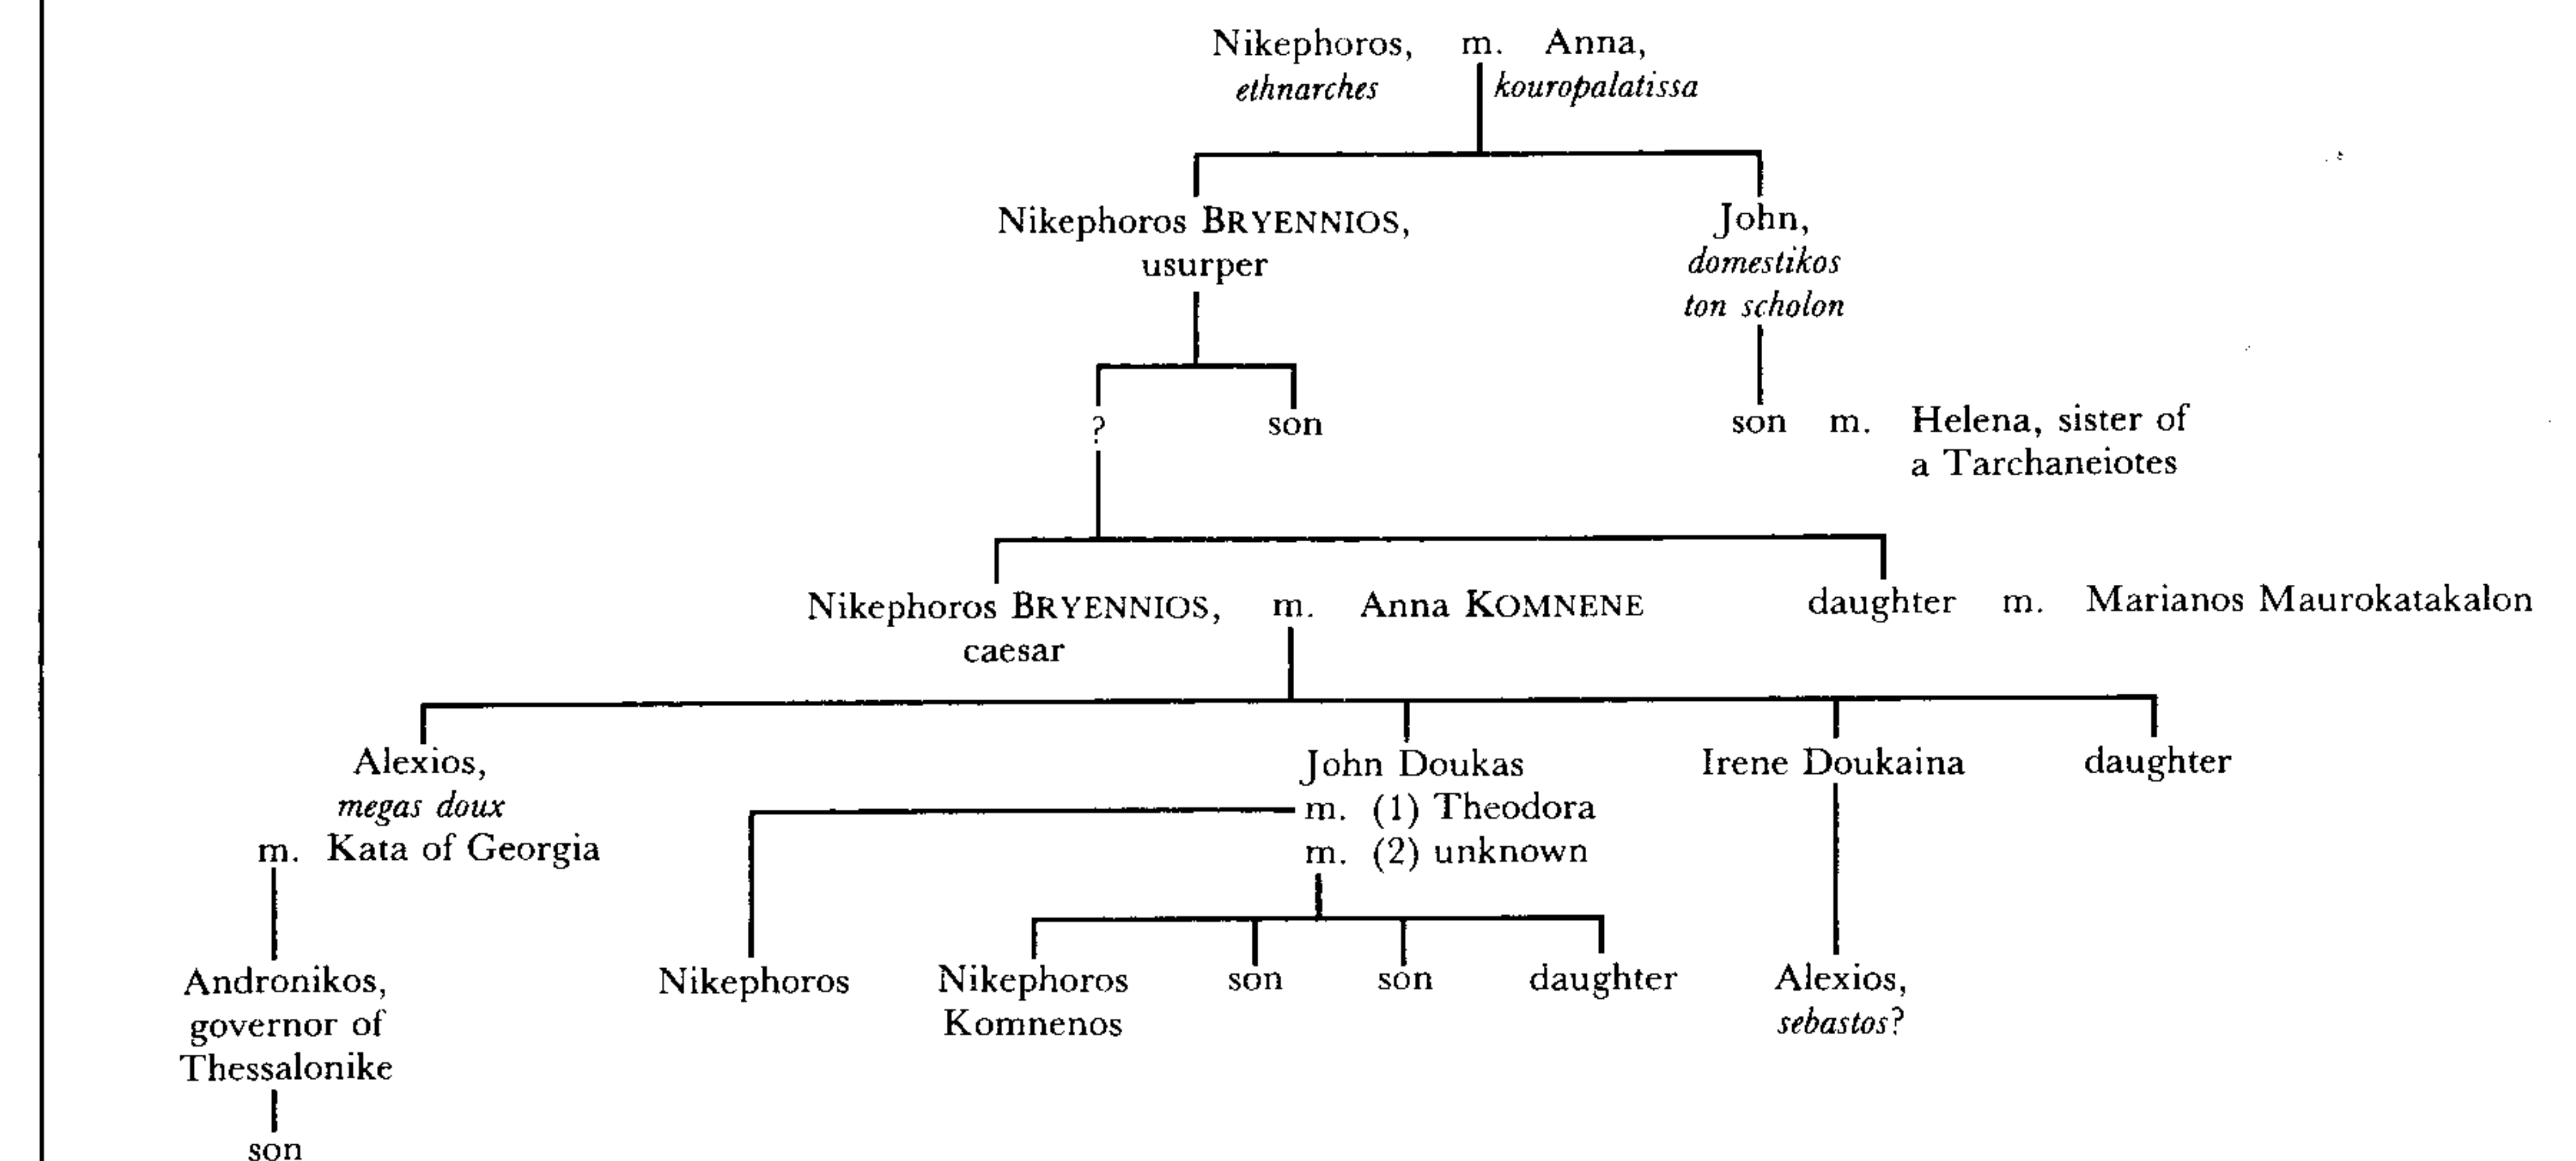 Nikephoros, m. Anna,
ethnarches kouropalatissa
Nikephoros BRYENNIOS,
usurper
John,
domestikos
ton scholon
?
son
son m. Helena, sister of
a Tarchaneiotes
Nikephoros BRYENNIOS, m. Anna KOMNENE
caesar
daughter m. Marianos Maurokatakalon
Alexios,
megas doux
m. Kata of Georgia
John Doukas
m. (1) Theodora
m. (2) unknown
Irene Doukaina
daughter
Andronikos,
governor of
Thessalonike
Nikephoros
Nikephoros
Komnenos
son
son
daughter
Alexios,
sebastos?
son